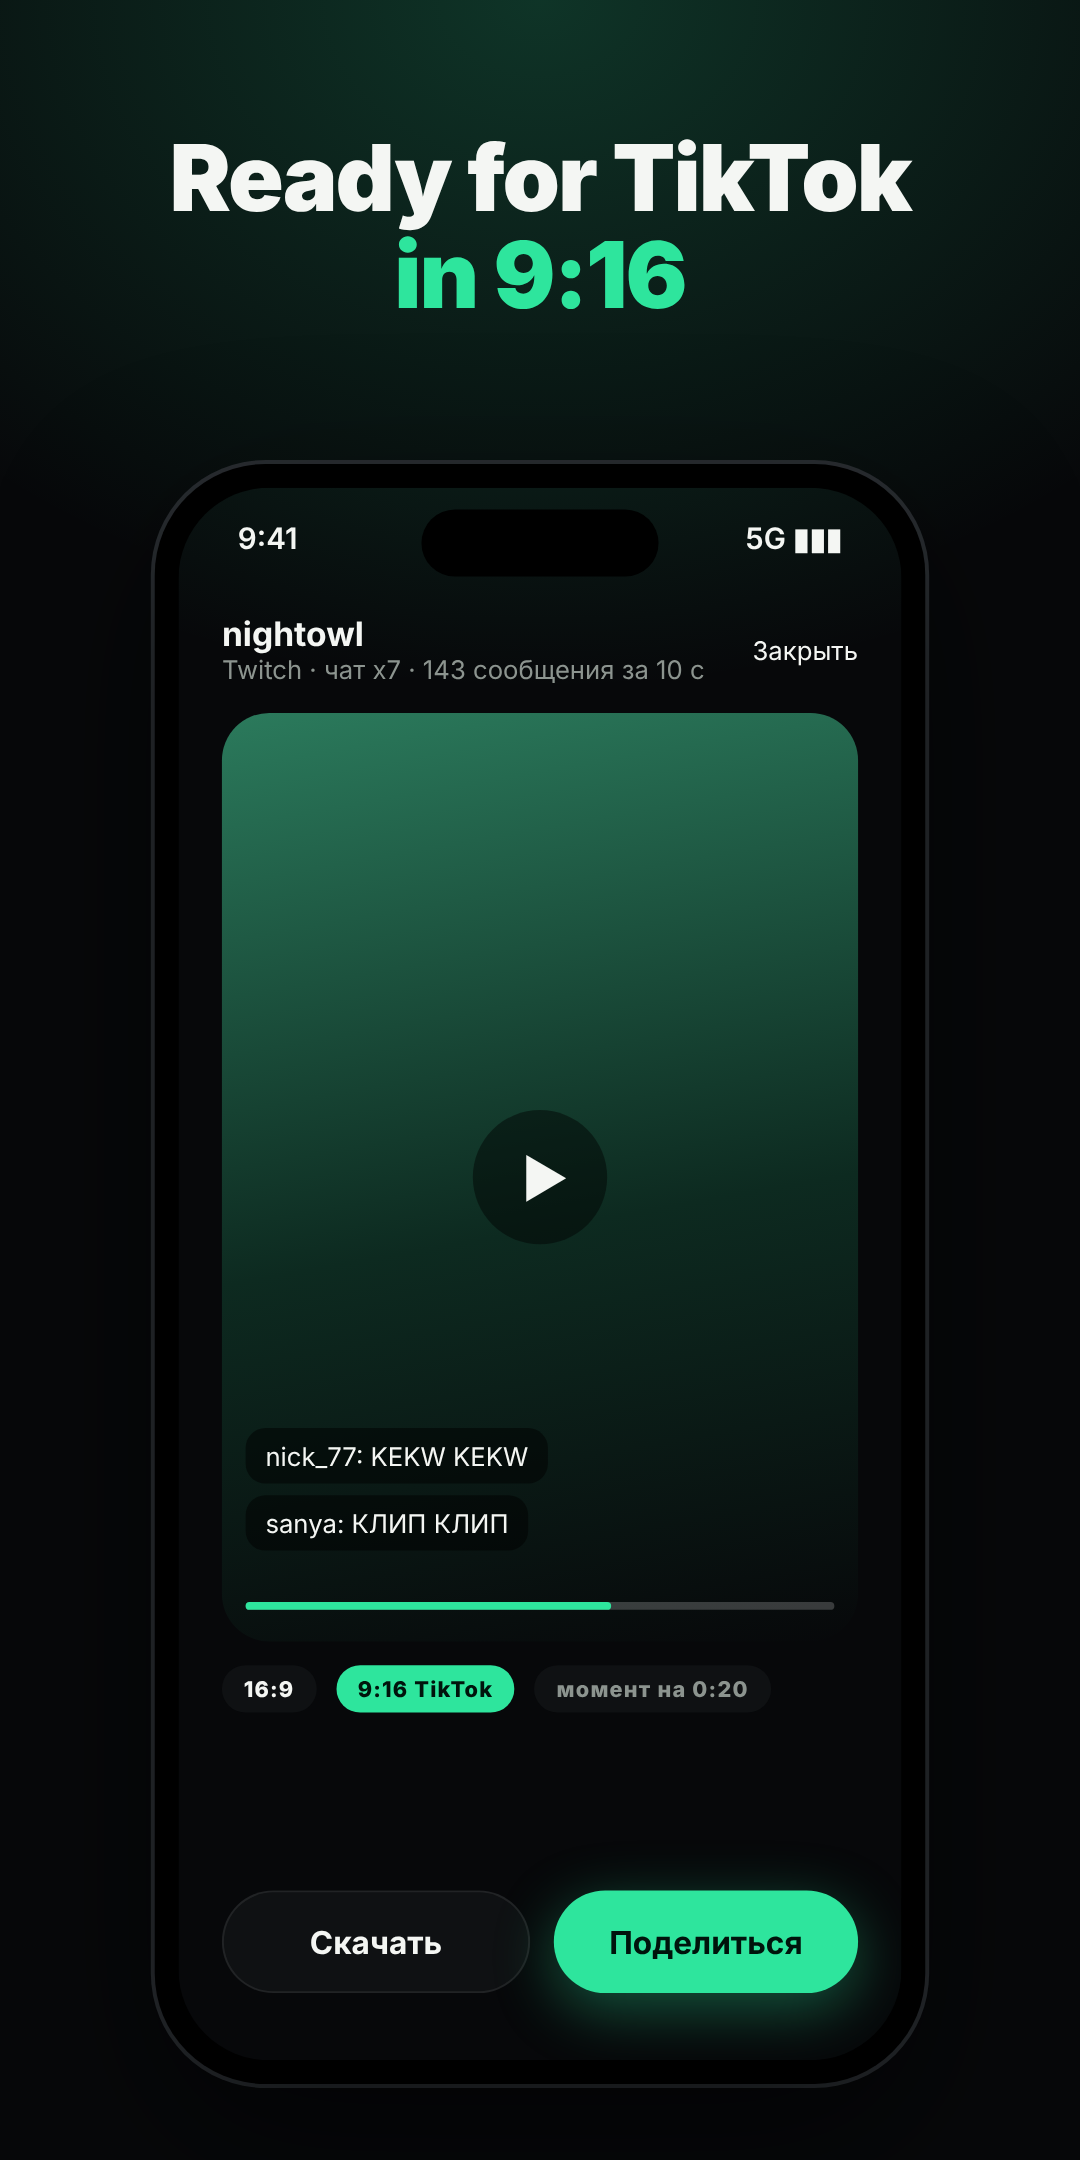 Ready for TikTok
in 9:16
9:41
5G
nightowl
Twitch · чат x7 · 143 сообщения за 10 с
Закрыть
nick_77: KEKW KEKW
sanya: КЛИП КЛИП
16:9
9:16 TikTok
момент на 0:20
Скачать
Поделиться